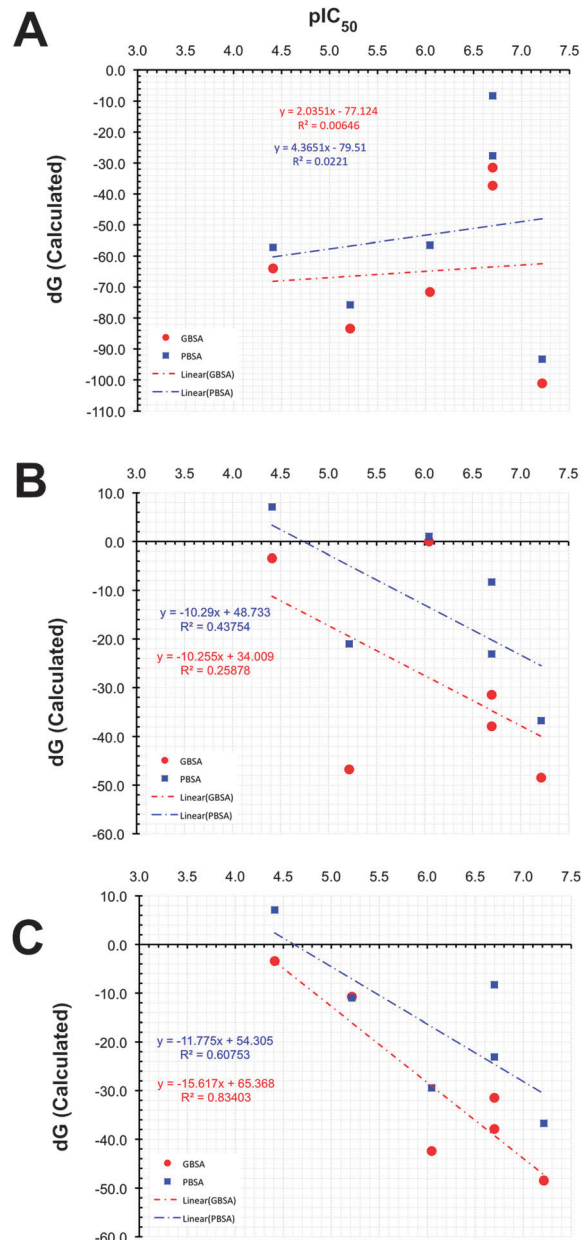 A
pIC50
3.0 3.5 4.0 4.5 5.0 5.5 6.0 6.5 7.0 7.5
0.0
-10.0
-20.0
-30.0
-40.0
-50.0
-60.0
-70.0
-80.0
-90.0
-100.0
-110.0
dG (Calculated)
y = 2.0351x - 77.124
R² = 0.00646
y = 4.3651x - 79.51
R² = 0.0221
GBSA
PBSA
Linear(GBSA)
Linear(PBSA)
B
3.0 3.5 4.0 4.5 5.0 5.5 6.0 6.5 7.0 7.5
10.0
0.0
-10.0
-20.0
-30.0
-40.0
-50.0
-60.0
dG (Calculated)
y = -10.29x + 48.733
R² = 0.43754
y = -10.255x + 34.009
R² = 0.25878
GBSA
PBSA
Linear(GBSA)
Linear(PBSA)
C
3.0 3.5 4.0 4.5 5.0 5.5 6.0 6.5 7.0 7.5
10.0
0.0
-10.0
-20.0
-30.0
-40.0
-50.0
-60.0
dG (Calculated)
y = -11.775x + 54.305
R² = 0.60753
y = -15.617x + 65.368
R² = 0.83403
GBSA
PBSA
Linear(GBSA)
Linear(PBSA)